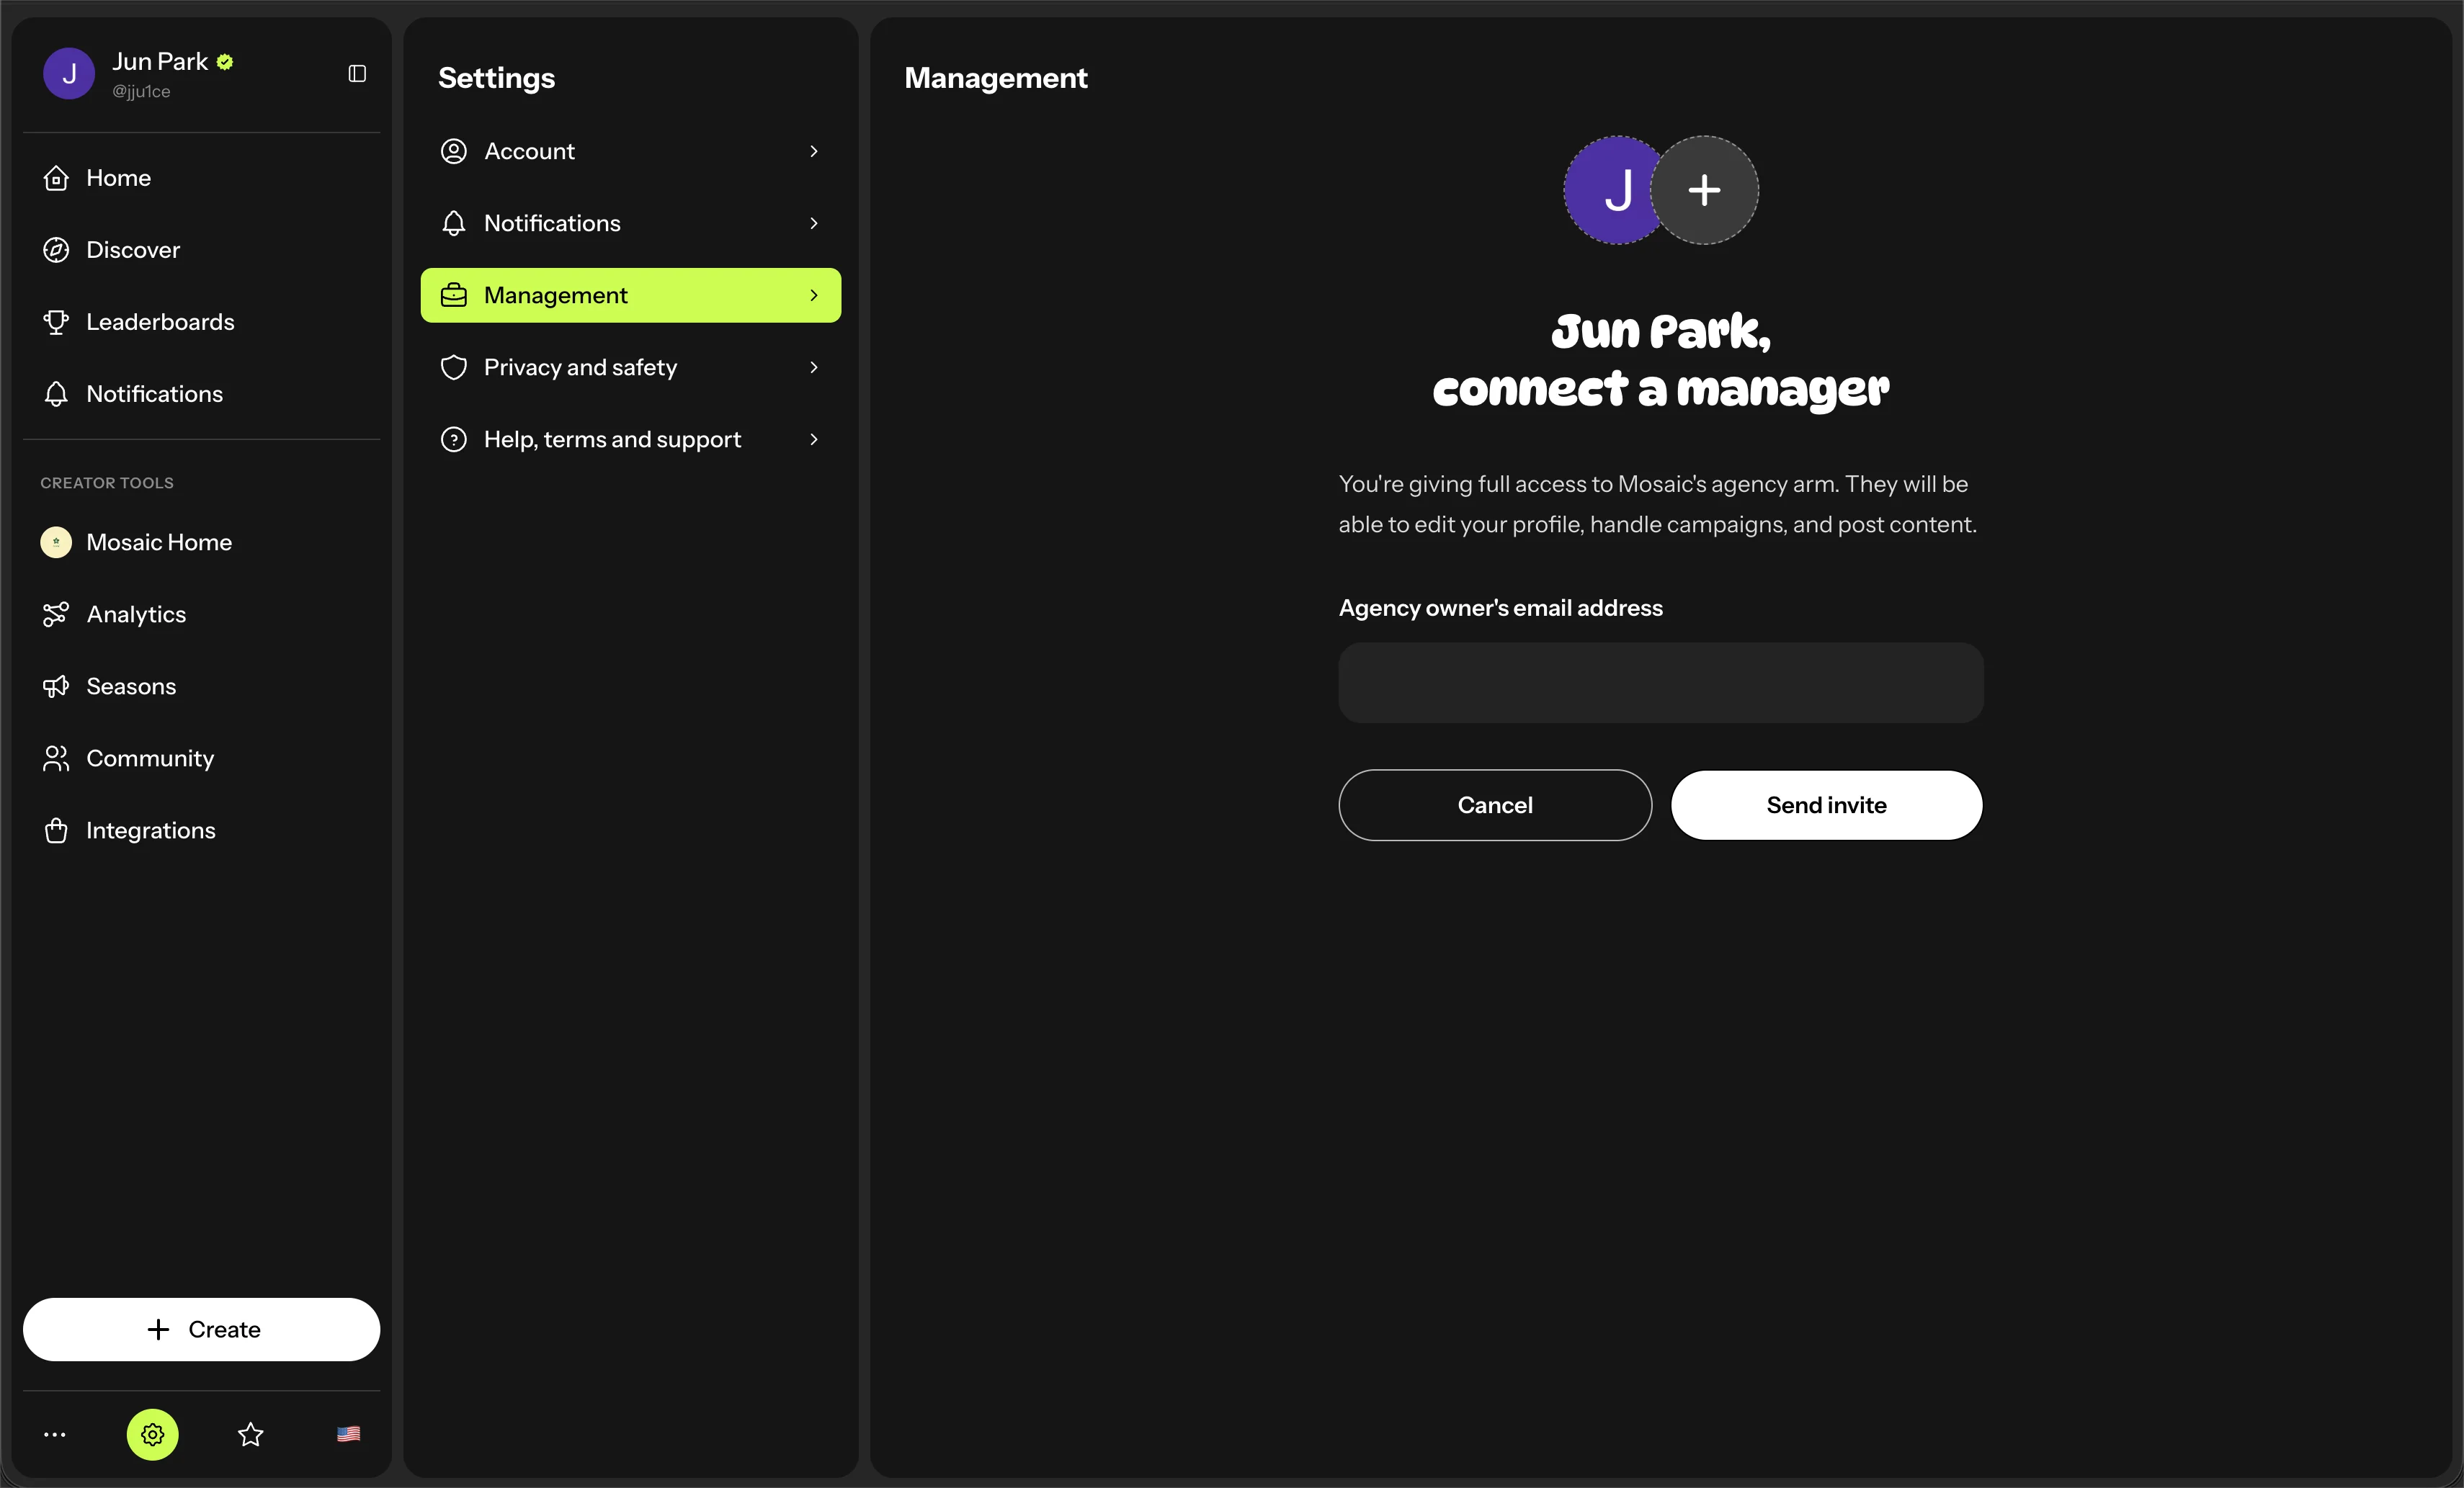 J
Jun Park
@jju1ce
Home
Discover
Leaderboards
Notifications
CREATOR TOOLS
Mosaic Home
Analytics
Seasons
Community
Integrations
Create
Settings
Account
Notifications
Management
Privacy and safety
Help, terms and support
Management
J
Jun Park,
connect a manager
You're giving full access to Mosaic's agency arm. They will be
able to edit your profile, handle campaigns, and post content.
Agency owner's email address
Cancel
Send invite